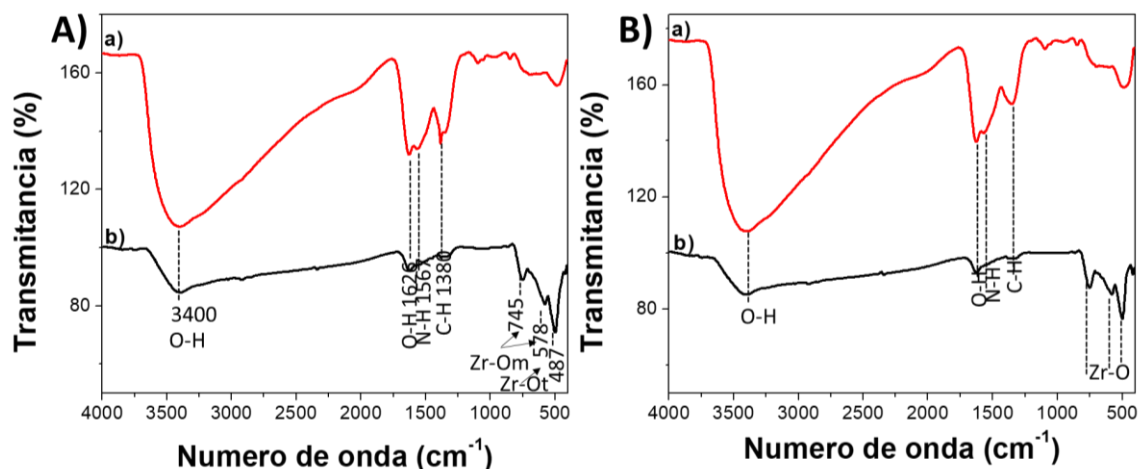 A)
a)
b)
160
120
80
Transmitancia (%)
3400
O-H
O-H 1626
N-H 1567
C-H 1380
745
578
487
Zr-Om
Zr-Ot
4000 3500 3000 2500 2000 1500 1000 500
Numero de onda (cm⁻¹)
B)
a)
b)
160
120
80
Transmitancia (%)
O-H
O-H
N-H
C-H
Zr-O
4000 3500 3000 2500 2000 1500 1000 500
Numero de onda (cm⁻¹)